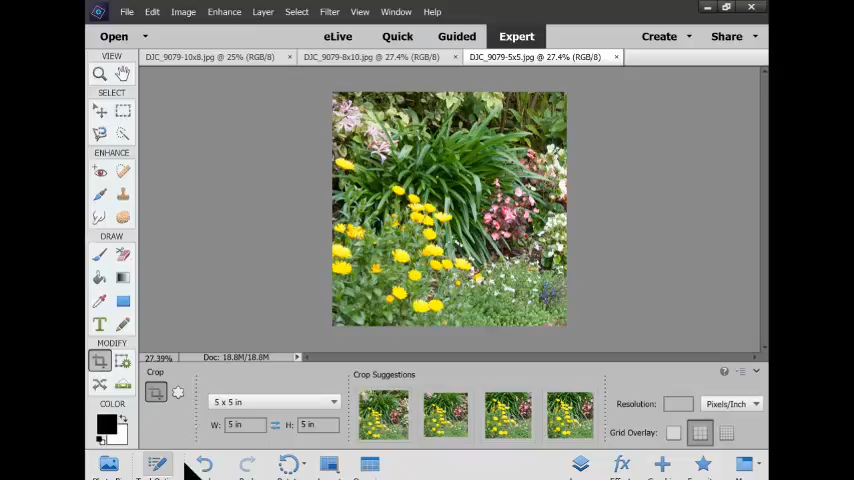 File Edit Image Enhance Layer Select Filter View Window Help
Open eLive Quick Guided Expert Create Share
DJC_9079-10x8.jpg @ 25% (RGB/8) × DJC_9079-8x10.jpg @ 27.4% (RGB/8) × DJC_9079-5x5.jpg @ 27.4% (RGB/8) ×
VIEW
SELECT
ENHANCE
DRAW
MODIFY
COLOR
27.39% Doc: 18.8M/18.8M
Crop
Crop Suggestions
5 x 5 in
W: 5 in H: 5 in
Resolution: Pixels/Inch
Grid Overlay: